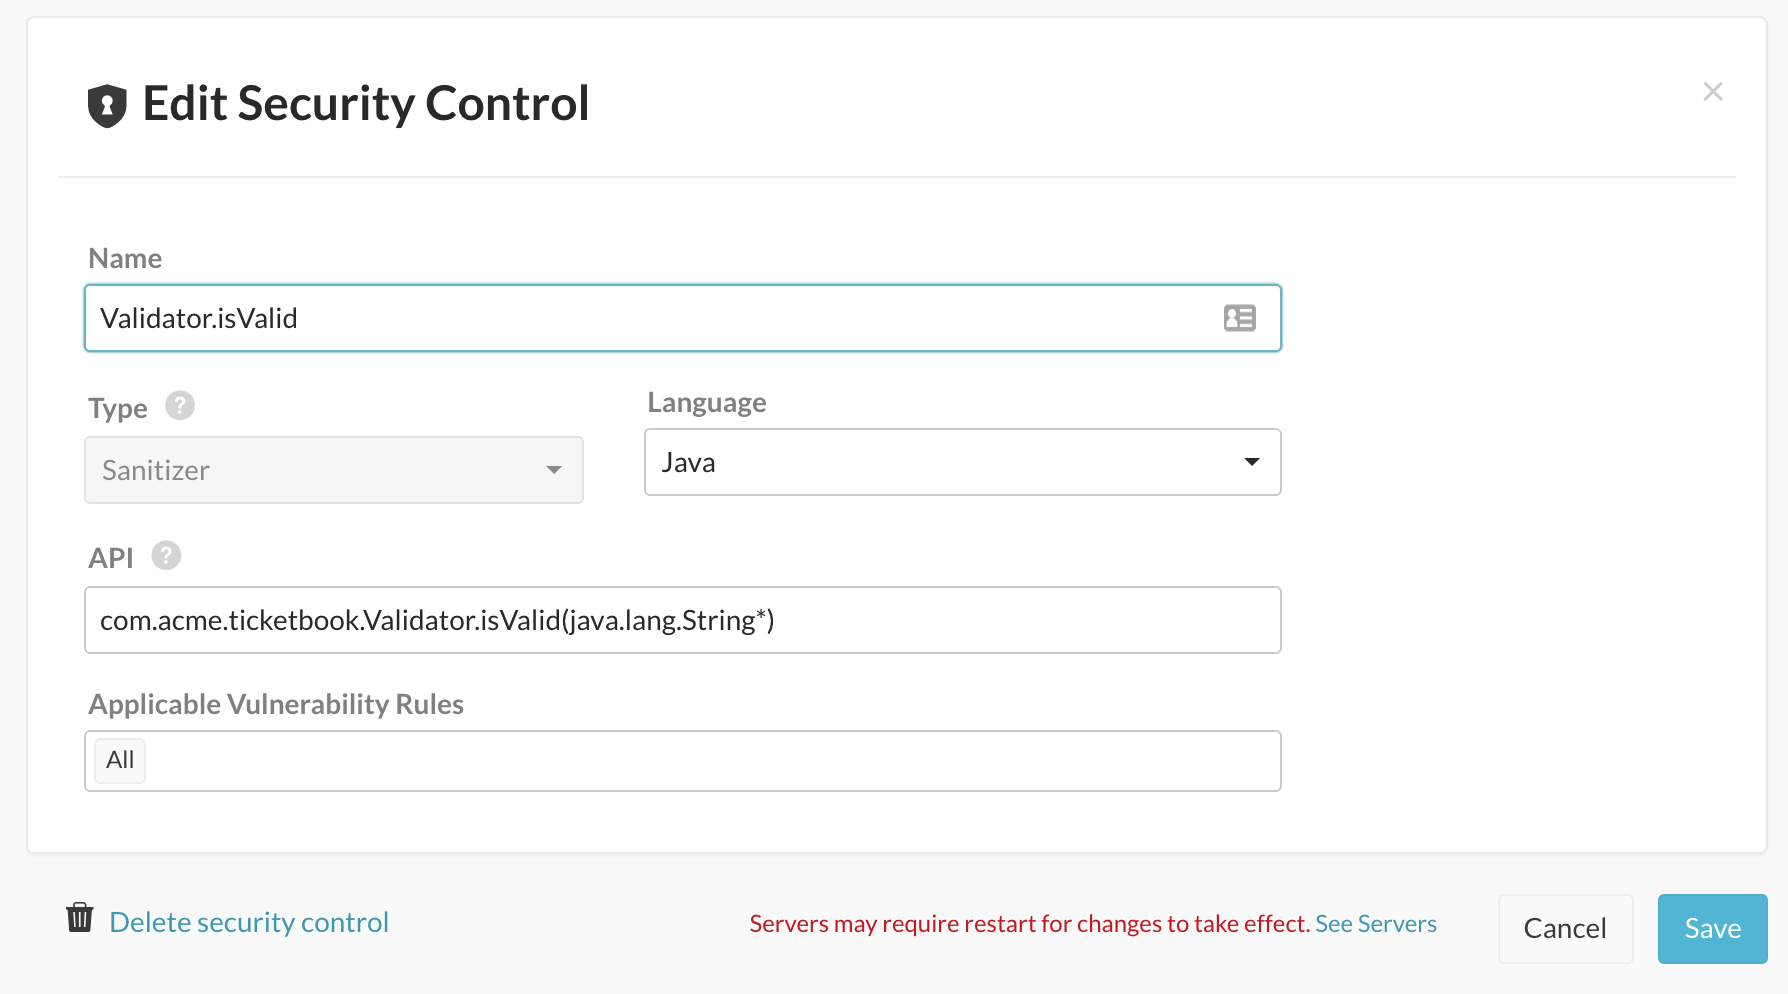 Edit Security Control
Name
Validator.isValid
Type ?
Language
Sanitizer
Java
API ?
com.acme.ticketbook.Validator.isValid(java.lang.String*)
Applicable Vulnerability Rules
All
Delete security control
Servers may require restart for changes to take effect. See Servers
Cancel
Save